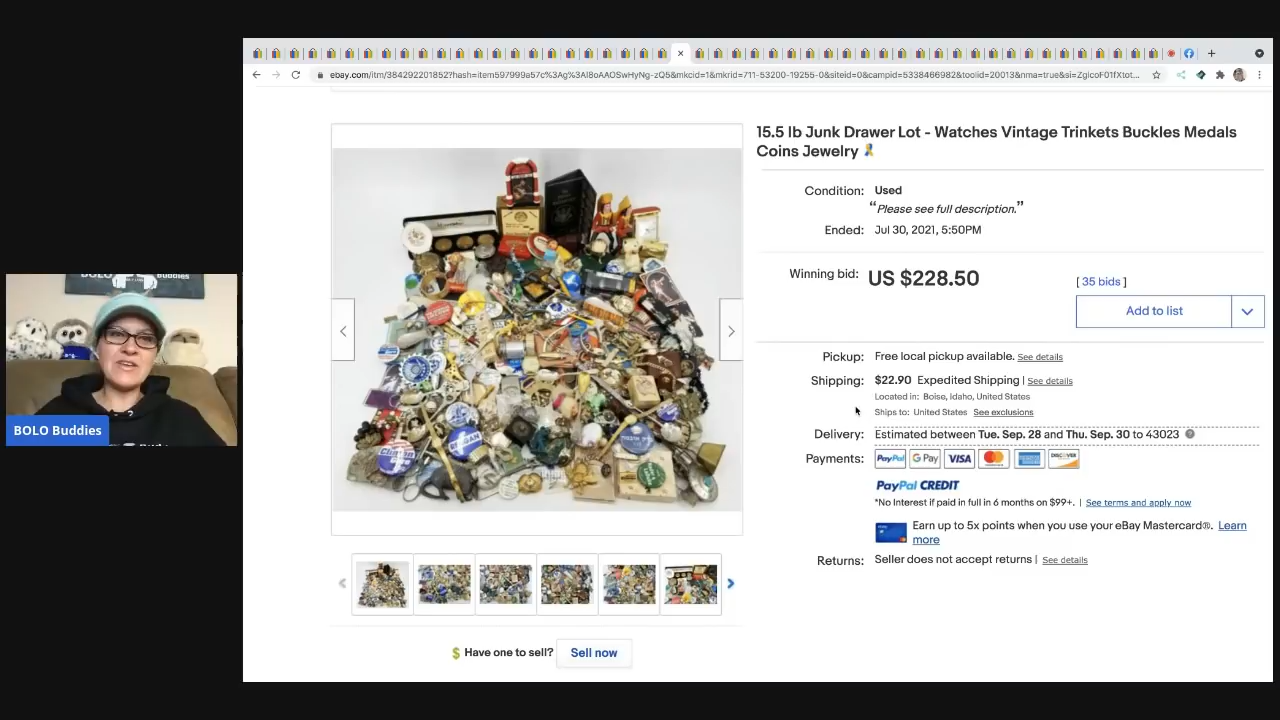 ebay.com/itm/384292201852?hash=item597999a57c%3Ag%3AI8oAAOSwHyNg-zQ5&mkcid=1&mkrid=711-53200-19255-0&siteid=0&campid=5338466982&toolid=20013&nma=true&si=ZgicoF01fXtot...
15.5 lb Junk Drawer Lot - Watches Vintage Trinkets Buckles Medals
Coins Jewelry
Condition: Used
“Please see full description.”
Ended: Jul 30, 2021, 5:50PM
Winning bid: US $228.50 [ 35 bids ]
Add to list
Pickup: Free local pickup available. See details
Shipping: $22.90 Expedited Shipping | See details
Located in: Boise, Idaho, United States
Ships to: United States See exclusions
Delivery: Estimated between Tue. Sep. 28 and Thu. Sep. 30 to 43023
Payments: PayPal G Pay VISA
PayPal CREDIT
*No Interest if paid in full in 6 months on $99+. | See terms and apply now
Earn up to 5x points when you use your eBay Mastercard®. Learn
more
Returns: Seller does not accept returns | See details
Have one to sell? Sell now
BOLO Buddies
BOLO Buddies
Clinton
REAGAN